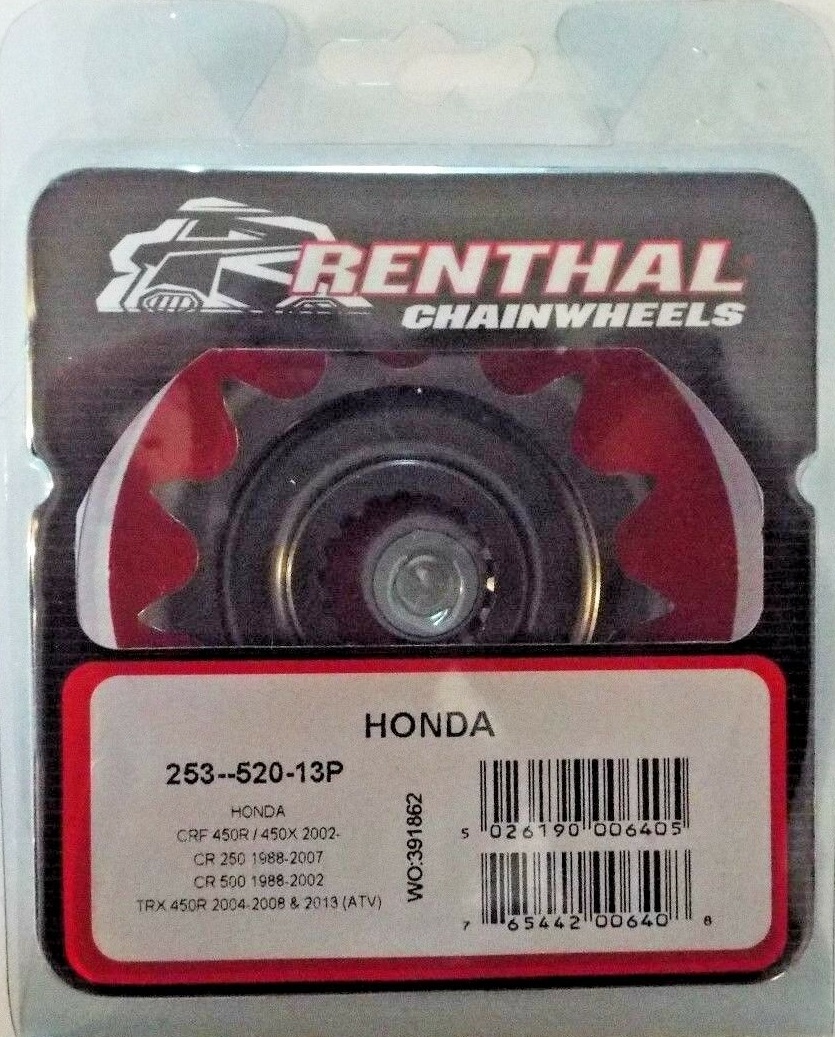 RENTHAL
CHAINWHEELS
HONDA
253--520-13P
HONDA
CRF 450R / 450X 2002-
CR 250 1988-2007
CR 500 1988-2002
TRX 450R 2004-2008 & 2013 (ATV)
WO:391862
5 026190 006405
7 65442 00640 8